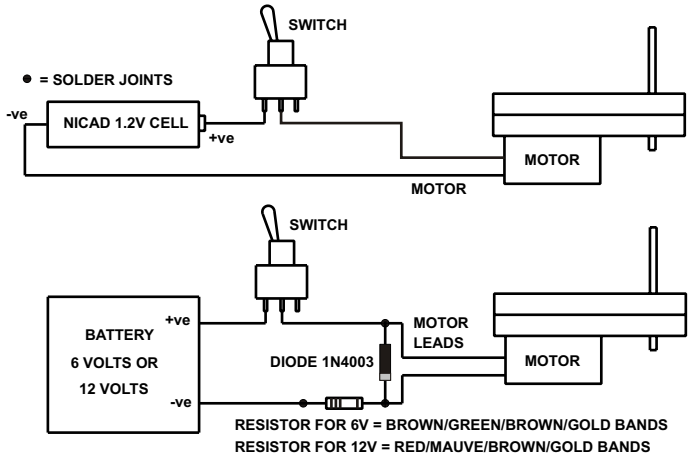 SWITCH
● = SOLDER JOINTS
-ve
NICAD 1.2V CELL
+ve
MOTOR
MOTOR
SWITCH
+ve
BATTERY
6 VOLTS OR
12 VOLTS
-ve
MOTOR
LEADS
DIODE 1N4003
MOTOR
RESISTOR FOR 6V = BROWN/GREEN/BROWN/GOLD BANDS
RESISTOR FOR 12V = RED/MAUVE/BROWN/GOLD BANDS